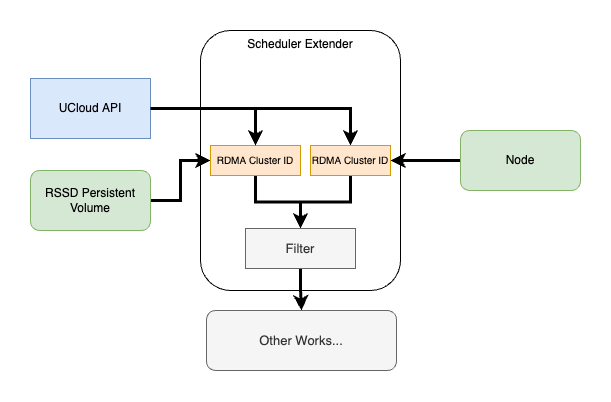 Scheduler Extender
UCloud API
RDMA Cluster ID
RDMA Cluster ID
Node
RSSD Persistent
Volume
Filter
Other Works...